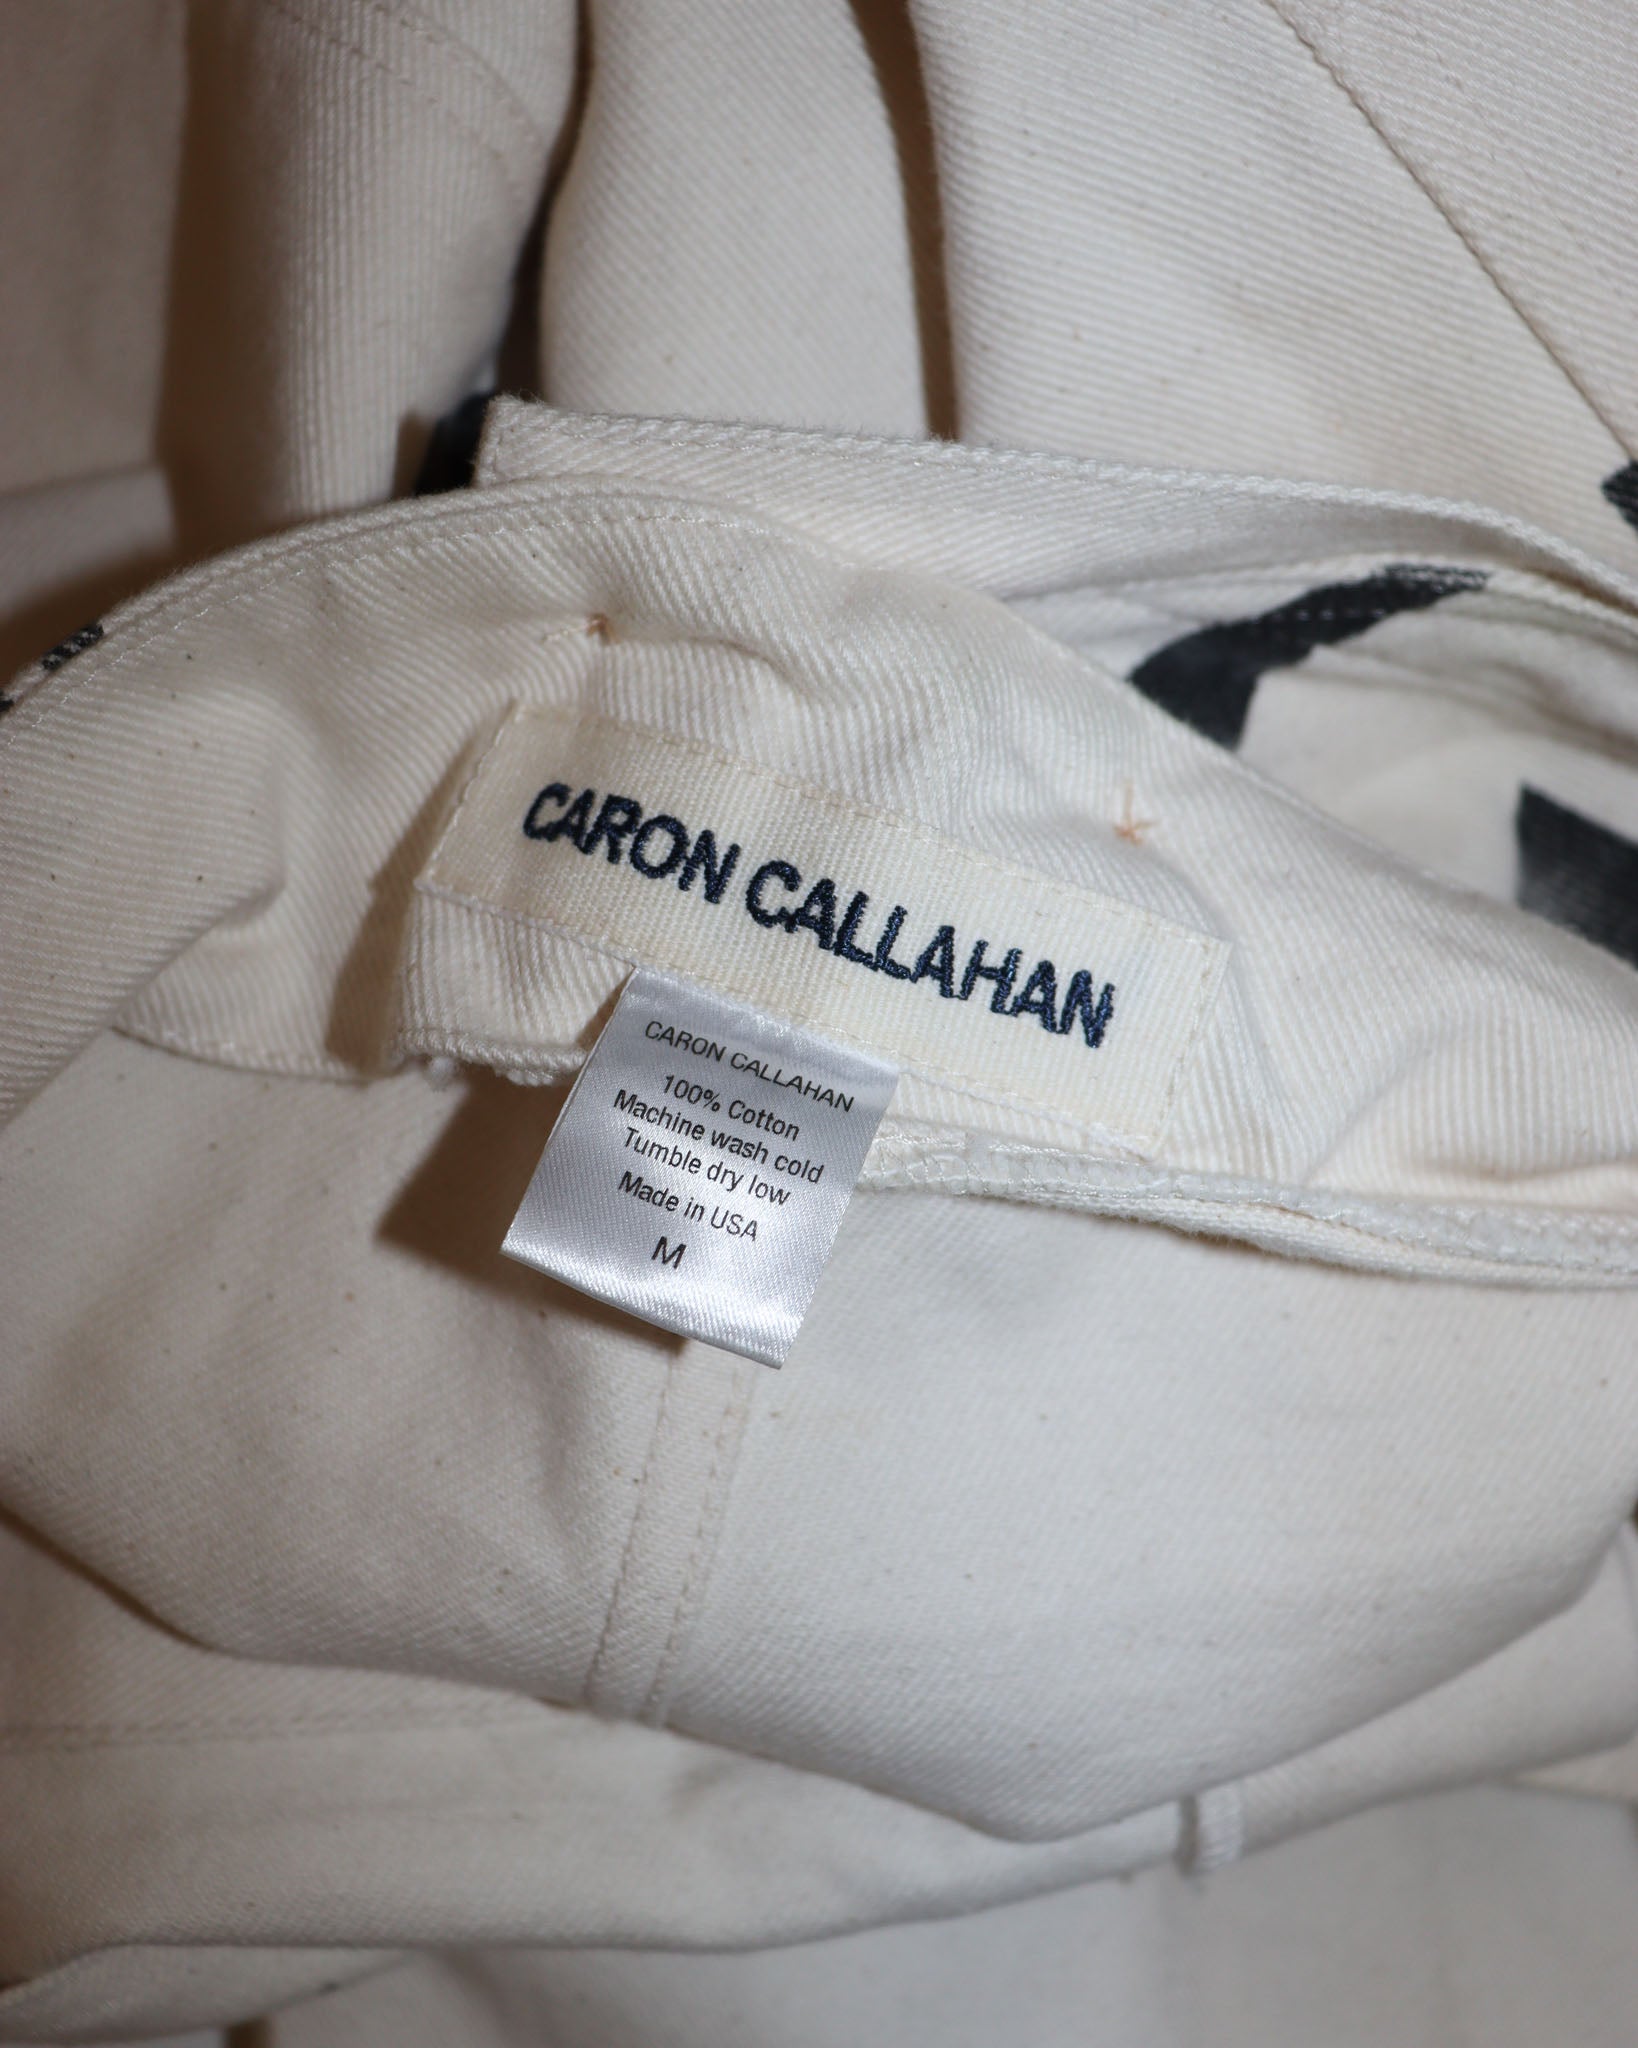 CARON CALLAHAN
CARON CALLAHAN
100% Cotton
Machine wash cold
Tumble dry low
Made in USA
M